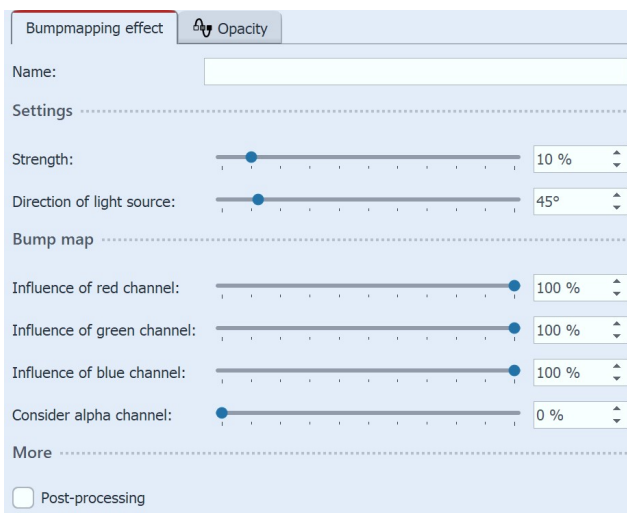 Bumpmapping effect Opacity
Name:
Settings
Strength: 10 %
Direction of light source: 45°
Bump map
Influence of red channel: 100 %
Influence of green channel: 100 %
Influence of blue channel: 100 %
Consider alpha channel: 0 %
More
Post-processing